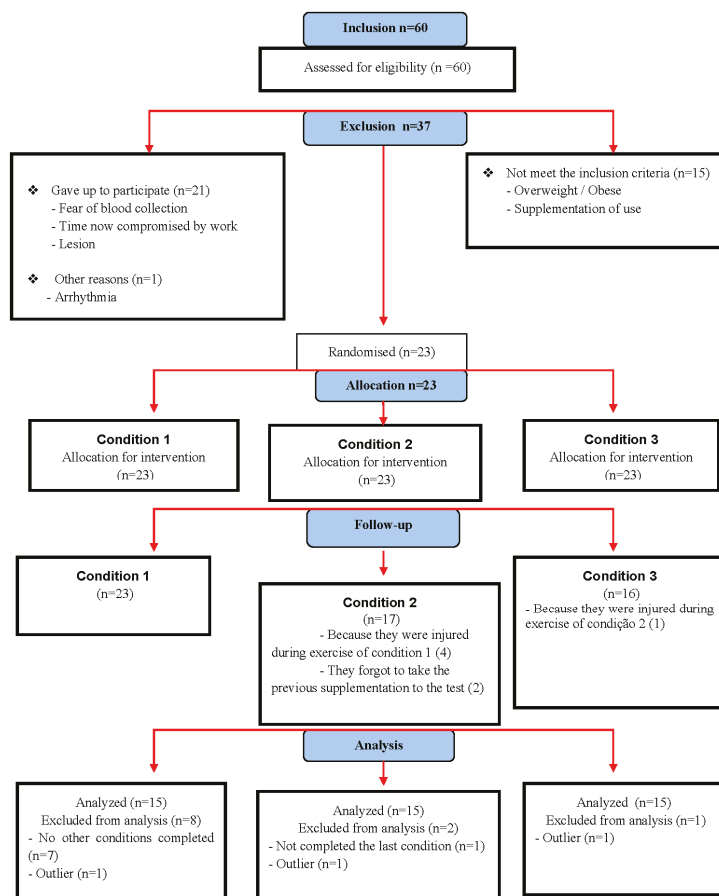 Inclusion n=60
Assessed for eligibility (n =60)
Exclusion n=37
❖ Gave up to participate (n=21)
- Fear of blood collection
- Time now compromised by work
- Lesion
❖ Other reasons (n=1)
- Arrhythmia
❖ Not meet the inclusion criteria (n=15)
- Overweight / Obese
- Supplementation of use
Randomised (n=23)
Allocation n=23
Condition 1
Allocation for intervention
(n=23)
Condition 2
Allocation for intervention
(n=23)
Condition 3
Allocation for intervention
(n=23)
Follow-up
Condition 1
(n=23)
Condition 2
(n=17)
- Because they were injured
during exercise of condition 1 (4)
- They forgot to take the
previous supplementation to the test (2)
Condition 3
(n=16)
- Because they were injured during
exercise of condição 2 (1)
Analysis
Analyzed (n=15)
Excluded from analysis (n=8)
- No other conditions completed
(n=7)
- Outlier (n=1)
Analyzed (n=15)
Excluded from analysis (n=2)
- Not completed the last condition (n=1)
- Outlier (n=1)
Analyzed (n=15)
Excluded from analysis (n=1)
- Outlier (n=1)